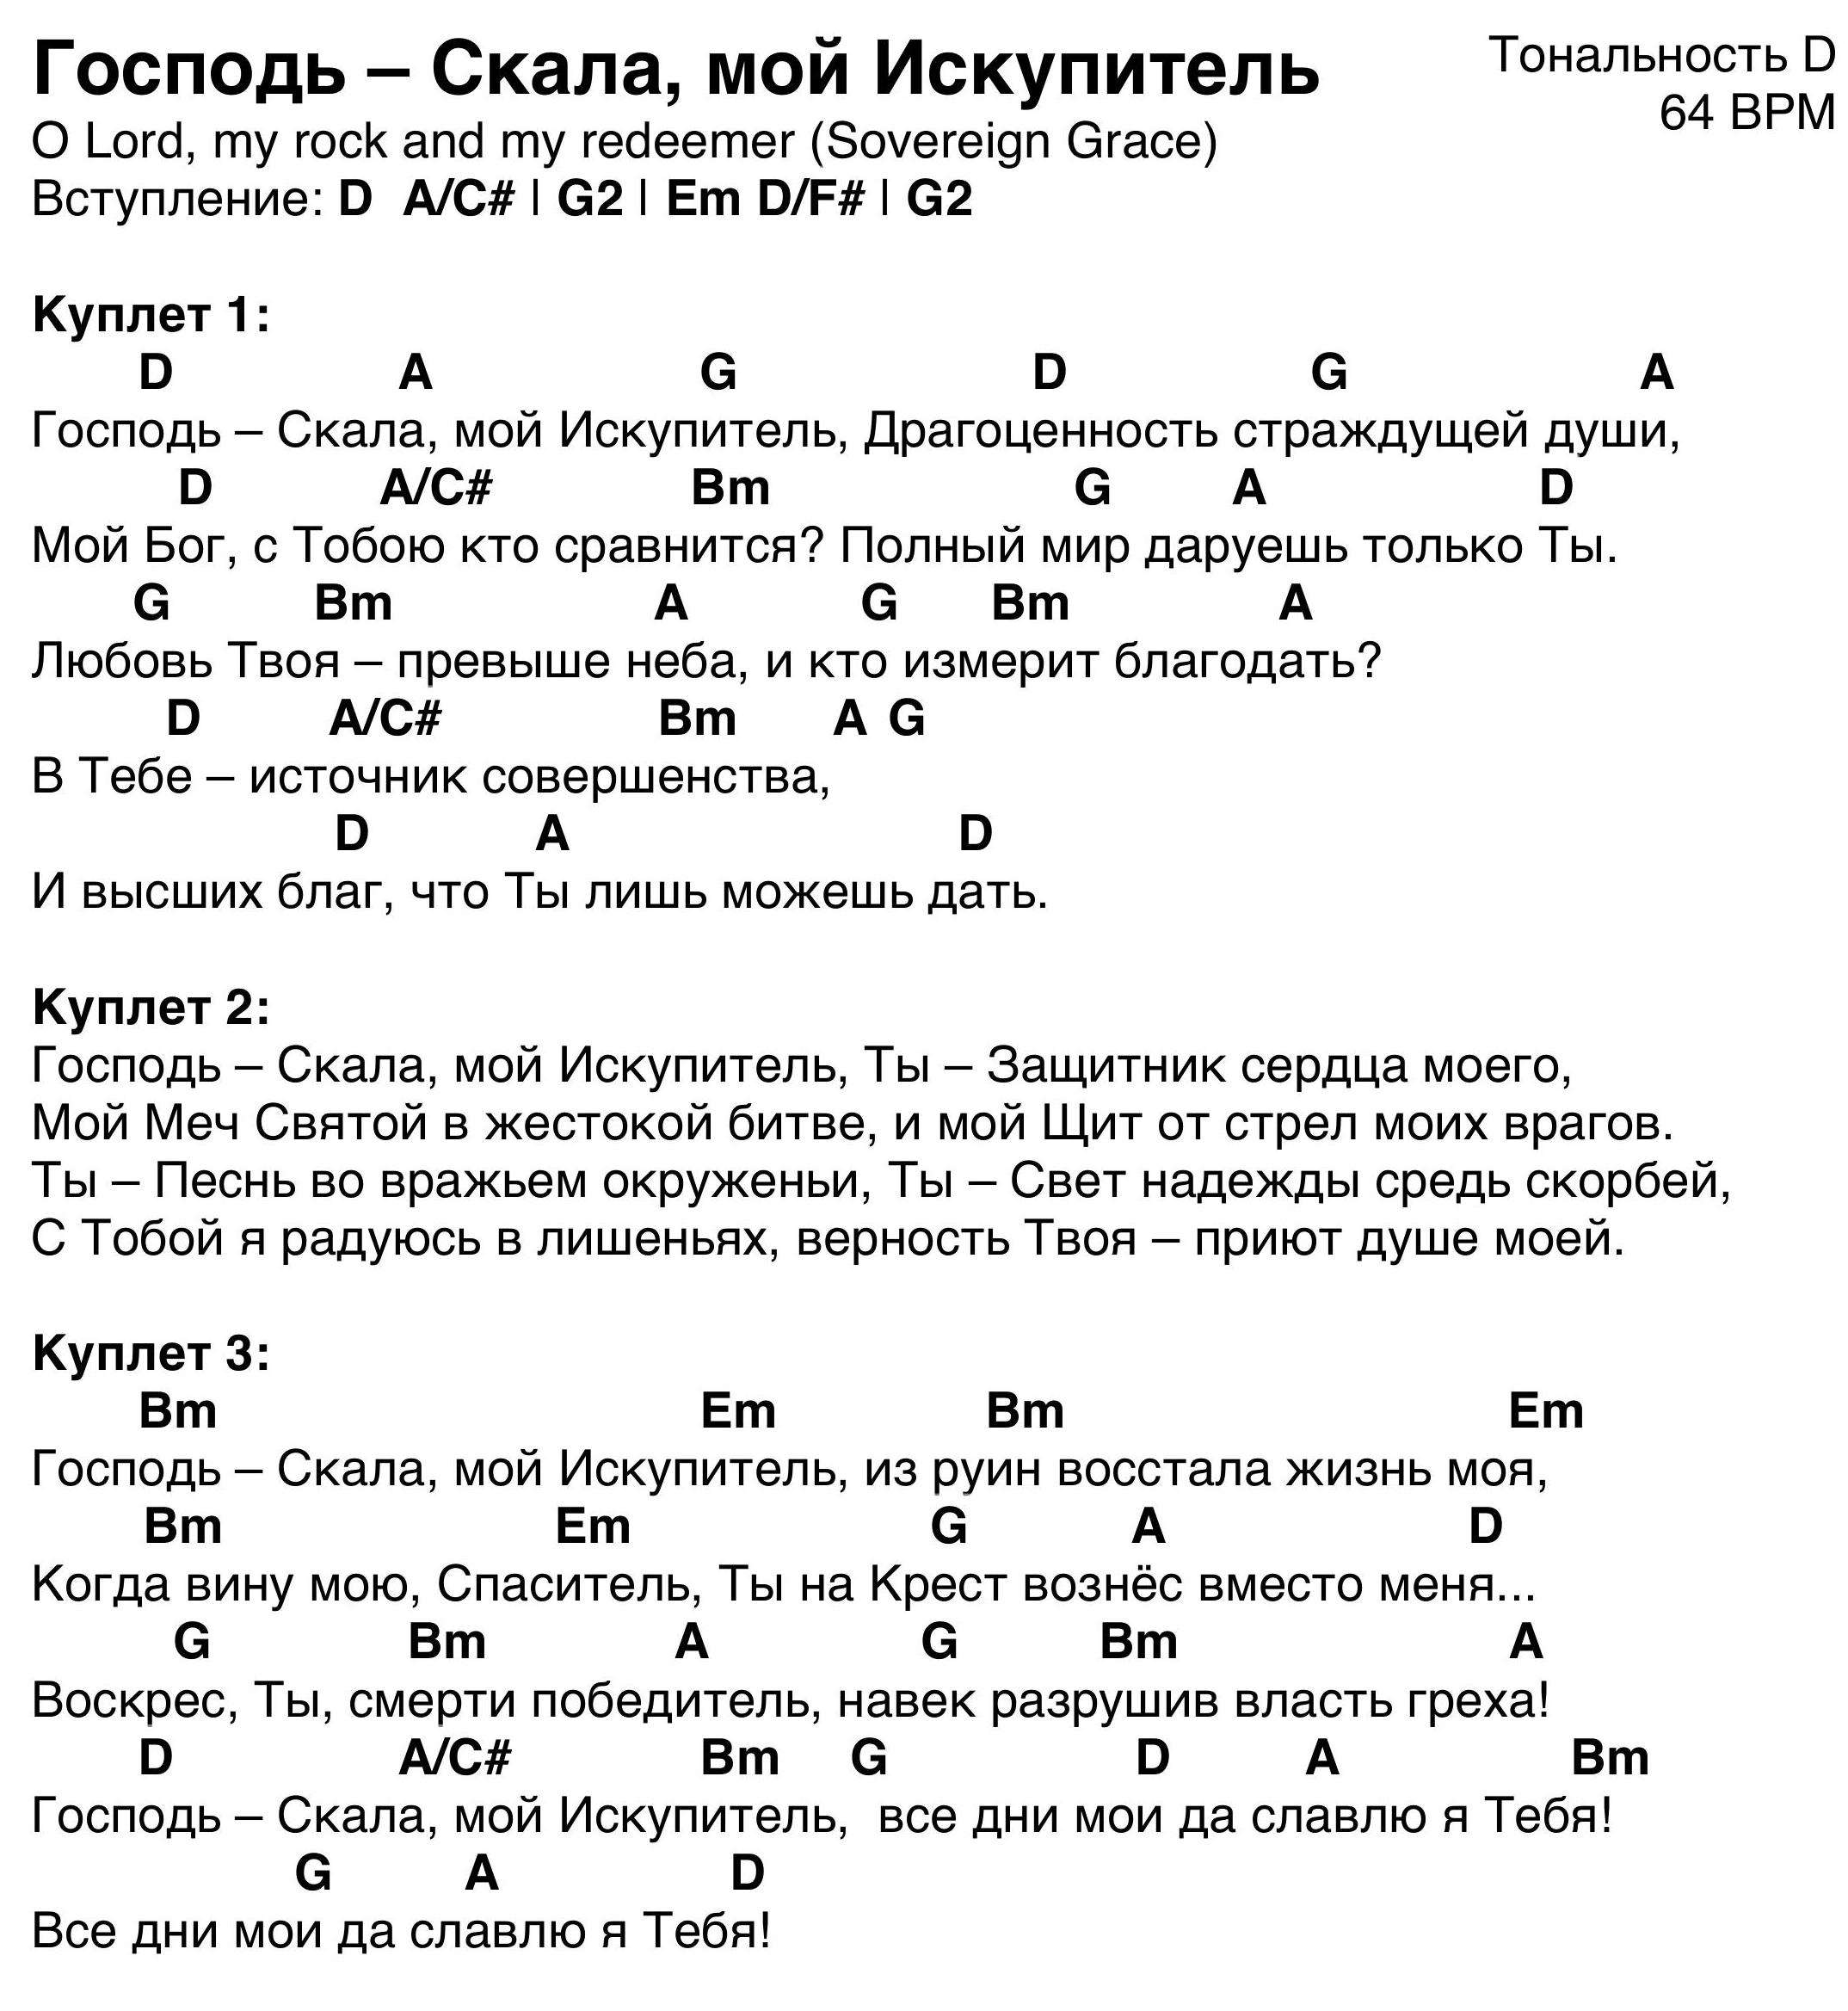 Господь – Скала, мой Искупитель
Тональность D
64 BPM
O Lord, my rock and my redeemer (Sovereign Grace)
Вступление: D A/C# | G2 | Em D/F# | G2
Куплет 1:
D A G D G A
Господь – Скала, мой Искупитель, Драгоценность страждущей души,
D A/C# Bm G A D
Мой Бог, с Тобою кто сравнится? Полный мир даруешь только Ты.
G Bm A G Bm A
Любовь Твоя – превыше неба, и кто измерит благодать?
D A/C# Bm A G
В Тебе – источник совершенства,
D A D
И высших благ, что Ты лишь можешь дать.
Куплет 2:
Господь – Скала, мой Искупитель, Ты – Защитник сердца моего,
Мой Меч Святой в жестокой битве, и мой Щит от стрел моих врагов.
Ты – Песнь во вражьем окруженьи, Ты – Свет надежды средь скорбей,
С Тобой я радуюсь в лишеньях, верность Твоя – приют душе моей.
Куплет 3:
Bm Em Bm Em
Господь – Скала, мой Искупитель, из руин восстала жизнь моя,
Bm Em G A D
Когда вину мою, Спаситель, Ты на Крест вознёс вместо меня...
G Bm A G Bm A
Воскрес, Ты, смерти победитель, навек разрушив власть греха!
D A/C# Bm G D A Bm
Господь – Скала, мой Искупитель, все дни мои да славлю я Тебя!
G A D
Все дни мои да славлю я Тебя!